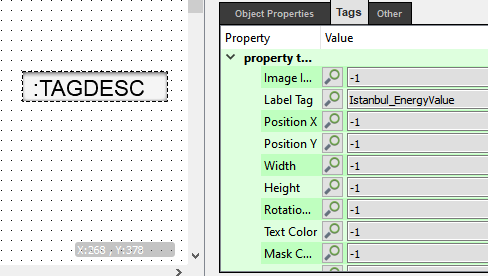 Object Properties
Tags
Other
Property
Value
property t...
Image I...
-1
Label Tag
Istanbul_EnergyValue
Position X
-1
Position Y
-1
Width
-1
Height
-1
Rotatio...
-1
Text Color
-1
Mask C...
-1
:TAGDESC
X:263 ; Y:378